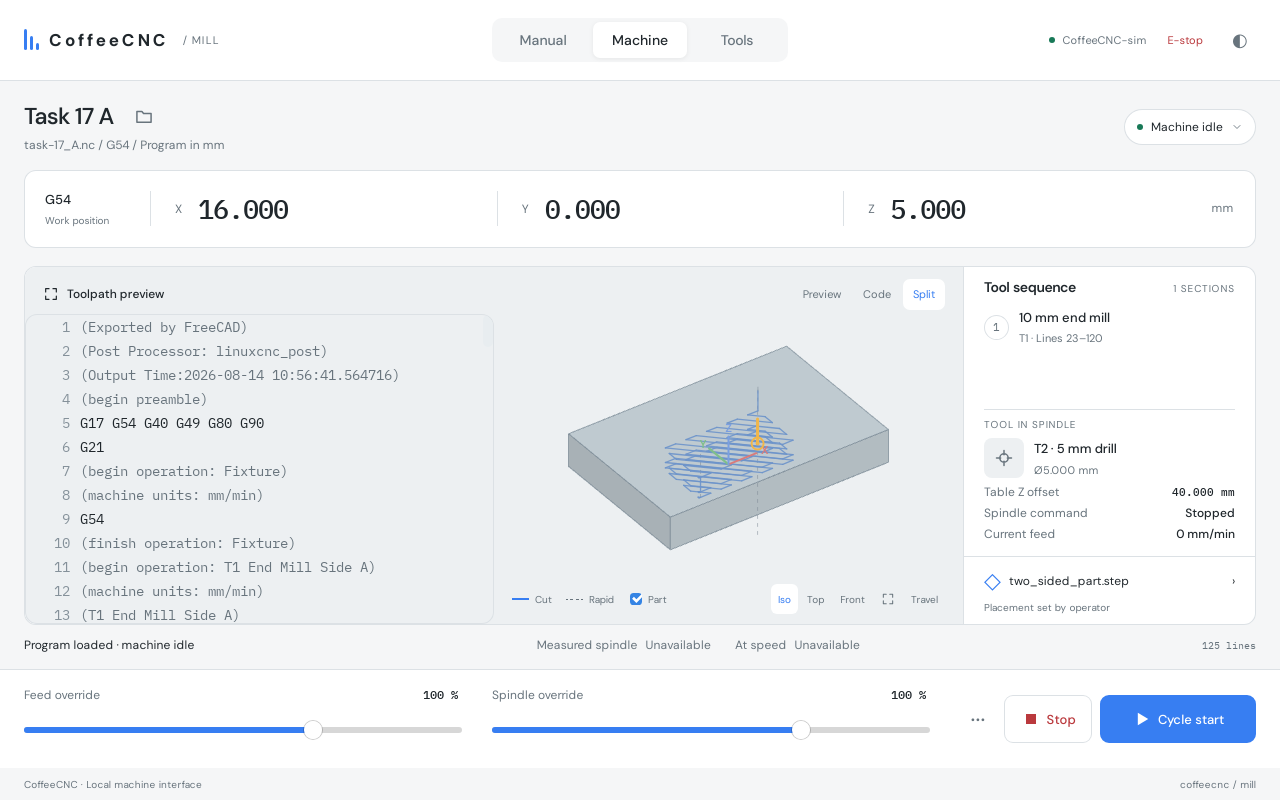 CoffeeCNC / MILL
Manual Machine Tools
CoffeeCNC-sim E-stop
Task 17 A
task-17_A.nc / G54 / Program in mm
Machine idle
G54
Work position
X 16.000
Y 0.000
Z 5.000
mm
Toolpath preview
Preview Code Split
1 (Exported by FreeCAD)
2 (Post Processor: linuxcnc_post)
3 (Output Time:2026-08-14 10:56:41.564716)
4 (begin preamble)
5 G17 G54 G40 G49 G80 G90
6 G21
7 (begin operation: Fixture)
8 (machine units: mm/min)
9 G54
10 (finish operation: Fixture)
11 (begin operation: T1 End Mill Side A)
12 (machine units: mm/min)
13 (T1 End Mill Side A)
Cut Rapid Part
Iso Top Front Travel
Tool sequence 1 SECTIONS
1 10 mm end mill
T1 · Lines 23–120
TOOL IN SPINDLE
T2 · 5 mm drill
Ø5.000 mm
Table Z offset 40.000 mm
Spindle command Stopped
Current feed 0 mm/min
two_sided_part.step ›
Placement set by operator
Program loaded · machine idle
Measured spindle Unavailable At speed Unavailable
125 lines
Feed override 100 %
Spindle override 100 %
Stop
Cycle start
CoffeeCNC · Local machine interface
coffeecnc / mill